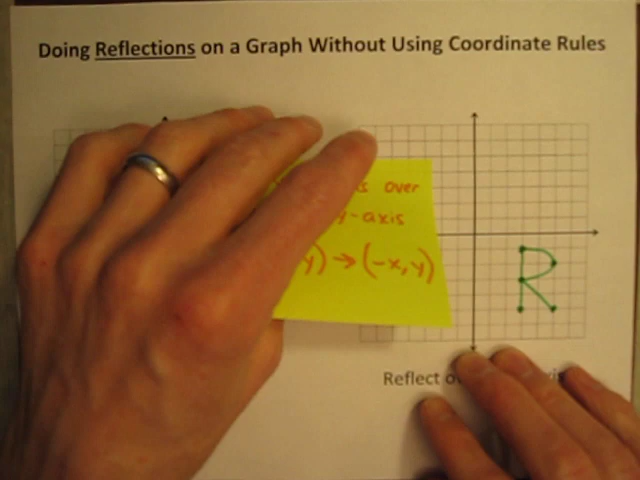 Doing Reflections on a Graph Without Using Coordinate Rules
over
y-axis
y) → (-x, y)
R
Reflect